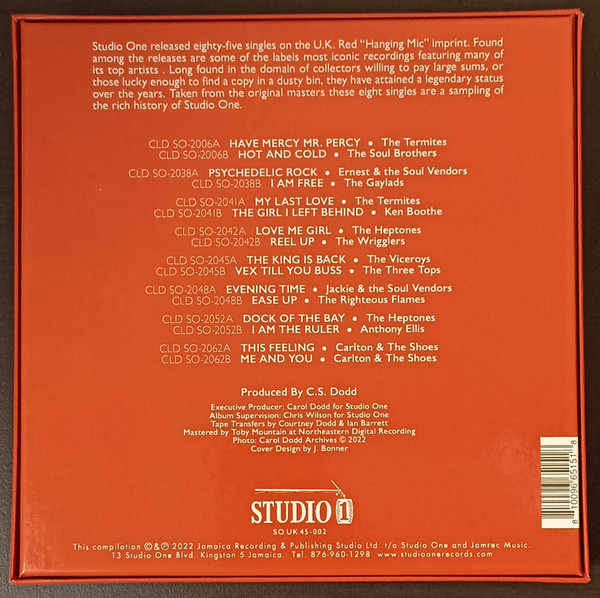 Studio One released eighty-five singles on the U.K. Red "Hanging Mic" imprint. Found
among the releases are some of the labels most iconic recordings featuring many of
its top artists . Long found in the domain of collectors willing to pay large sums, or
those lucky enough to find a copy in a dusty bin, they have attained a legendary status
over the years. Taken from the original masters these eight singles are a sampling of
the rich history of Studio One.
CLD SO-2006A HAVE MERCY MR. PERCY • The Termites
CLD SO-2006B HOT AND COLD • The Soul Brothers
CLD SO-2038A PSYCHEDELIC ROCK • Ernest & the Soul Vendors
CLD SO-2038B I AM FREE • The Gaylads
CLD SO-2041A MY LAST LOVE • The Termites
CLD SO-2041B THE GIRL I LEFT BEHIND • Ken Boothe
CLD SO-2042A LOVE ME GIRL • The Heptones
CLD SO-2042B REEL UP • The Wrigglers
CLD SO-2045A THE KING IS BACK • The Viceroys
CLD SO-2045B VEX TILL YOU BUSS • The Three Tops
CLD SO-2048A EVENING TIME • Jackie & the Soul Vendors
CLD SO-2048B EASE UP • The Righteous Flames
CLD SO-2052A DOCK OF THE BAY • The Heptones
CLD SO-2052B I AM THE RULER • Anthony Ellis
CLD SO-2062A THIS FEELING • Carlton & The Shoes
CLD SO-2062B ME AND YOU • Carlton & The Shoes
Produced By C.S. Dodd
Executive Producer: Carol Dodd for Studio One
Album Supervision: Chris Wilson for Studio One
Tape Transfers by Courtney Dodd & Ian Barrett
Mastered by Toby Mountain at Northeastern Digital Recording
Photo: Carol Dodd Archives © 2022
Cover Design by J. Bonner
STUDIO 1
SO UK 45-002
8 10096 65151 8
This compilation ©&℗ 2022 Jamaica Recording & Publishing Studio Ltd. t/a Studio One and Jamrec Music.
13 Studio One Blvd. Kingston 5 Jamaica. Tel. 876-960-1298 www.studioonerecords.com